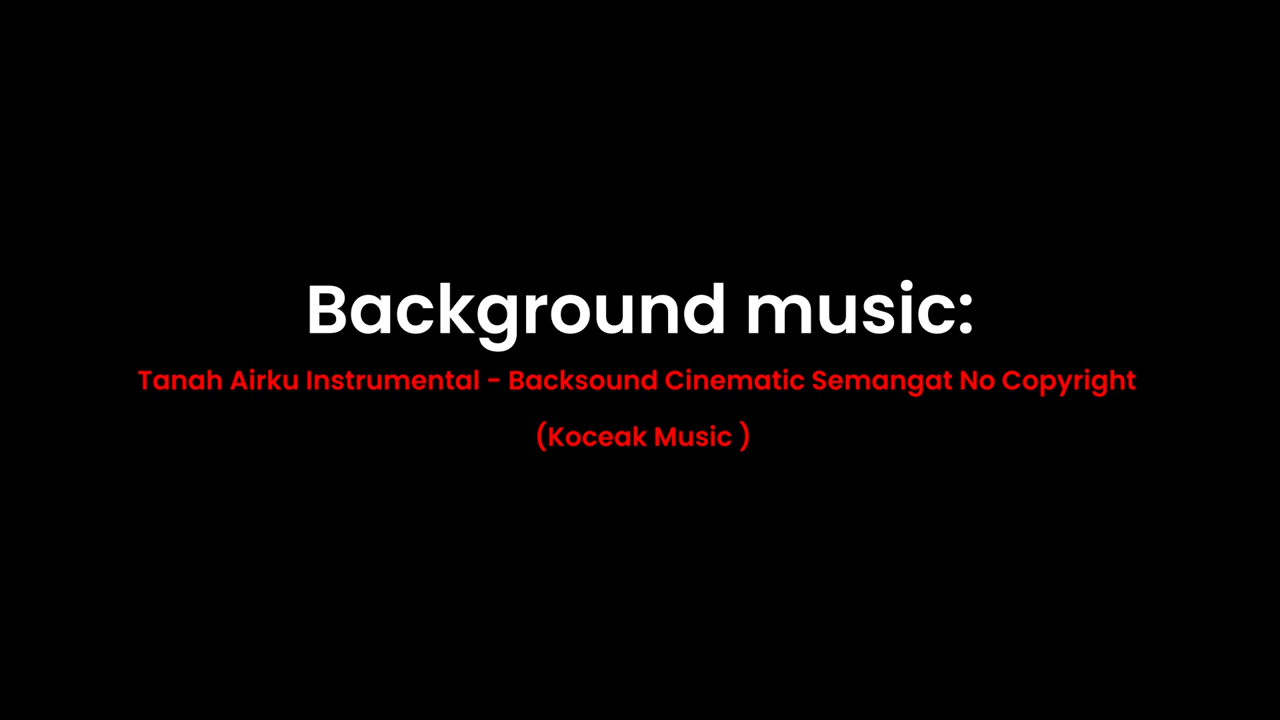 Background music:
Tanah Airku Instrumental - Backsound Cinematic Semangat No Copyright
(Koceak Music )